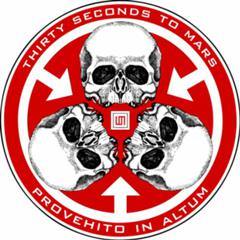 THIRTY SECONDS TO MARS
PROVEHITO IN ALTUM